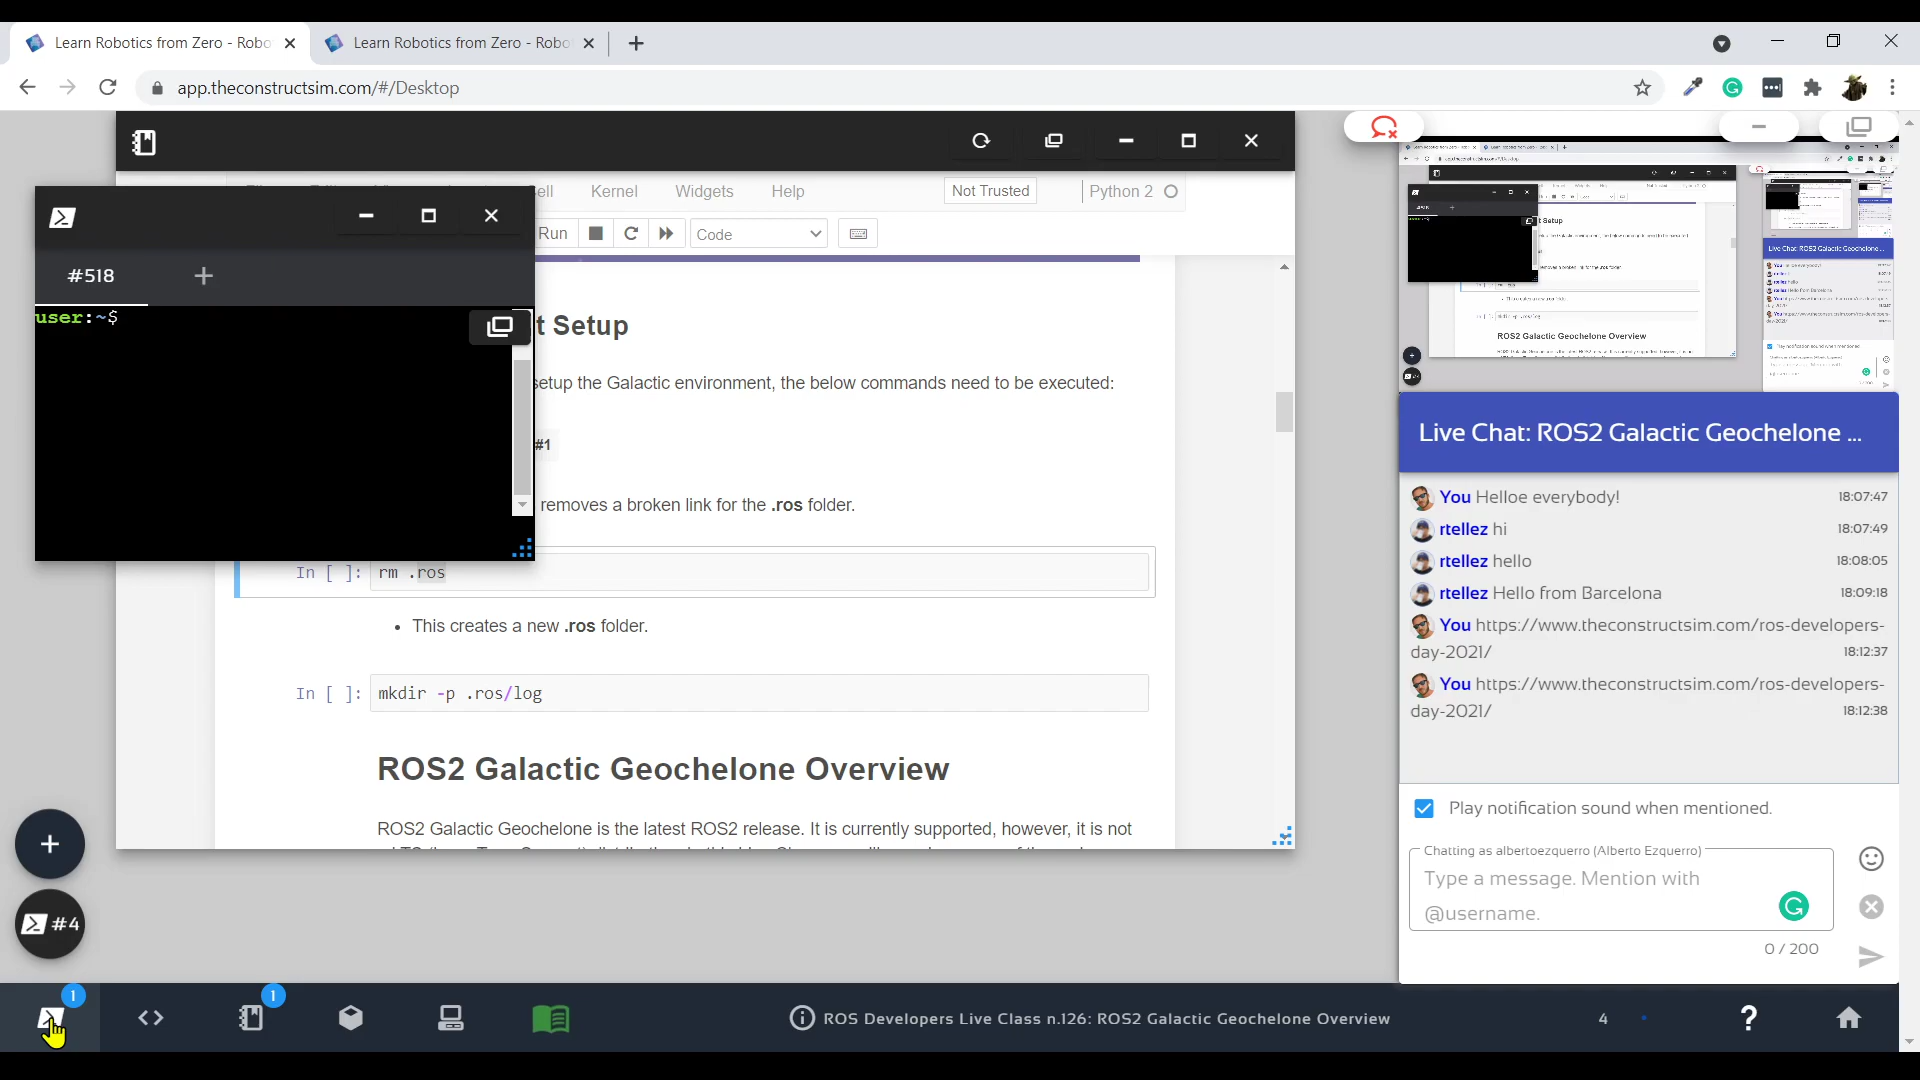 Learn Robotics from Zero - Robo
Learn Robotics from Zero - Robo
app.theconstructsim.com/#/Desktop
ell Kernel Widgets Help Not Trusted Python 2
Run Code
#518
user:~$
t Setup
setup the Galactic environment, the below commands need to be executed:
#1
removes a broken link for the .ros folder.
In [ ]: rm .ros
• This creates a new .ros folder.
In [ ]: mkdir -p .ros/log
ROS2 Galactic Geochelone Overview
ROS2 Galactic Geochelone is the latest ROS2 release. It is currently supported, however, it is not
#4
Live Chat: ROS2 Galactic Geochelone ...
You Helloe everybody! 18:07:47
rtellez hi 18:07:49
rtellez hello 18:08:05
rtellez Hello from Barcelona 18:09:18
You https://www.theconstructsim.com/ros-developers-
day-2021/ 18:12:37
You https://www.theconstructsim.com/ros-developers-
day-2021/ 18:12:38
Play notification sound when mentioned.
Chatting as albertoezquerro (Alberto Ezquerro)
Type a message. Mention with
@username.
0 / 200
1
1
ROS Developers Live Class n.126: ROS2 Galactic Geochelone Overview
4